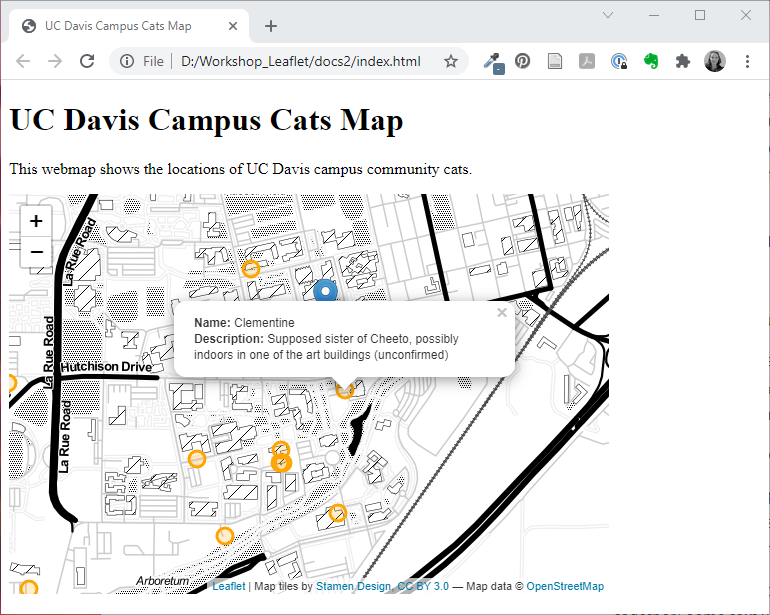 UC Davis Campus Cats Map
File
D:/Workshop_Leaflet/docs2/index.html
UC Davis Campus Cats Map
This webmap shows the locations of UC Davis campus community cats.
+
−
La Rue Road
Name: Clementine
Description: Supposed sister of Cheeto, possibly
indoors in one of the art buildings (unconfirmed)
×
La Rue Road
Hutchison Drive
La Rue Road
Arboretum
Leaflet | Map tiles by Stamen Design, CC BY 3.0 — Map data © OpenStreetMap